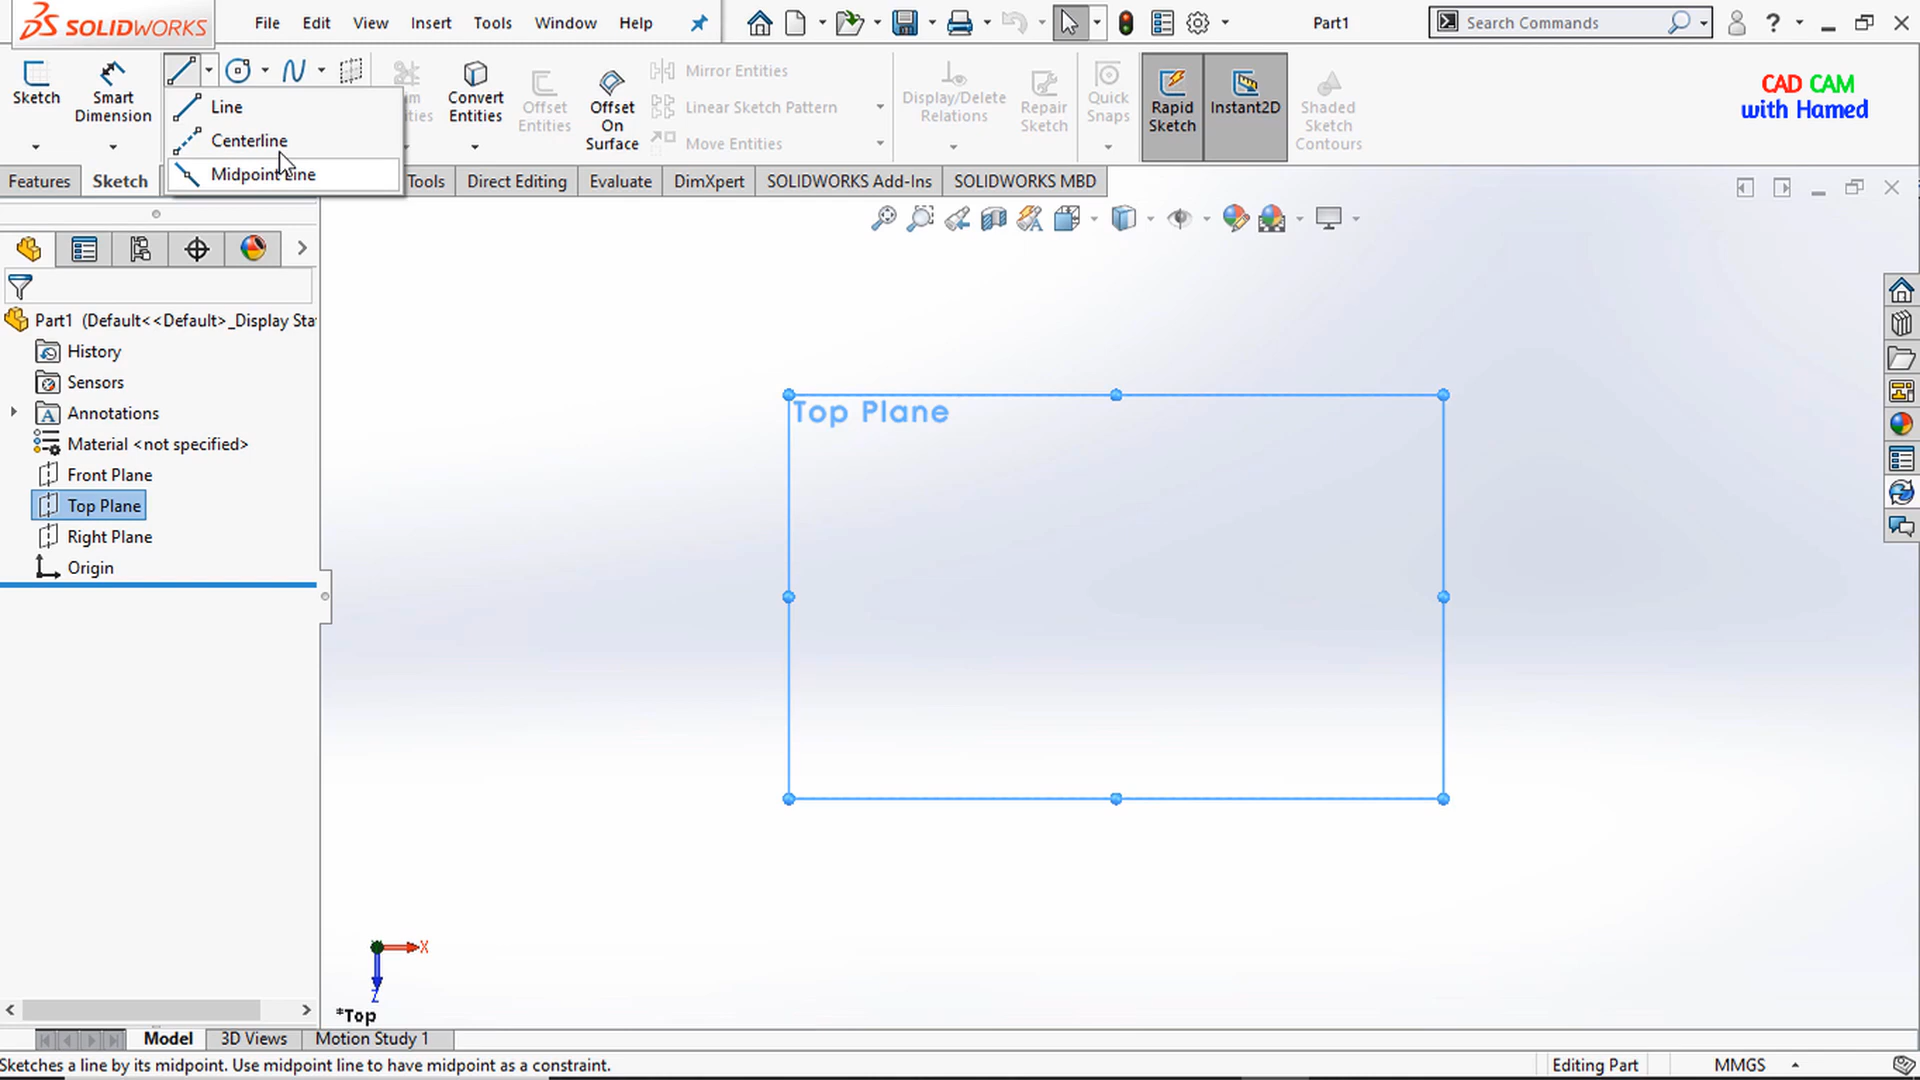 SOLIDWORKS File Edit View Insert Tools Window Help Part1 Search Commands ?
Sketch Smart Dimension Convert Entities Offset Entities Offset On Surface Mirror Entities Linear Sketch Pattern Move Entities Display/Delete Relations Repair Sketch Quick Snaps Rapid Sketch Instant2D Shaded Sketch Contours
CAD CAM
with Hamed
Line
Centerline
Midpoint Line
Features Sketch Tools Direct Editing Evaluate DimXpert SOLIDWORKS Add-Ins SOLIDWORKS MBD
Part1 (Default<<Default>_Display Sta
History
Sensors
Annotations
Material <not specified>
Front Plane
Top Plane
Right Plane
Origin
Top Plane
X
Z
*Top
Model 3D Views Motion Study 1
Sketches a line by its midpoint. Use midpoint line to have midpoint as a constraint. Editing Part MMGS